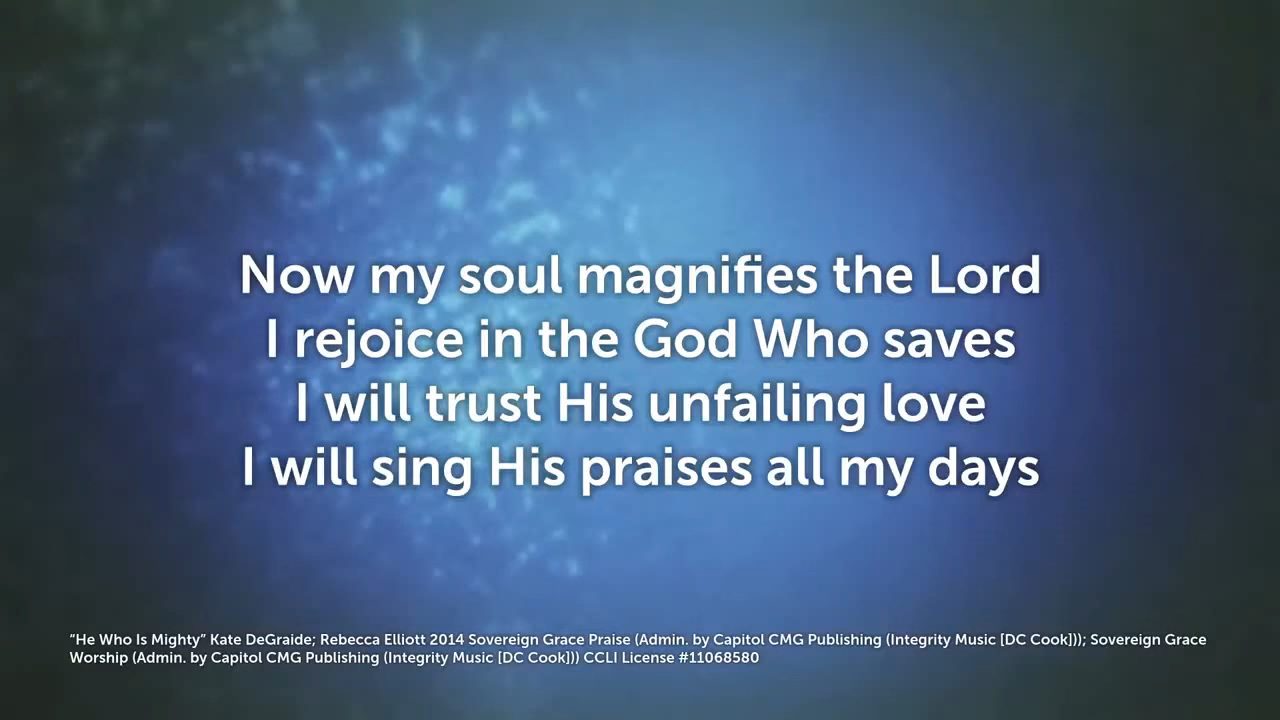 Now my soul magnifies the Lord
I rejoice in the God Who saves
I will trust His unfailing love
I will sing His praises all my days
“He Who Is Mighty” Kate DeGraide; Rebecca Elliott 2014 Sovereign Grace Praise (Admin. by Capitol CMG Publishing (Integrity Music [DC Cook])); Sovereign Grace
Worship (Admin. by Capitol CMG Publishing (Integrity Music [DC Cook])) CCLI License #11068580